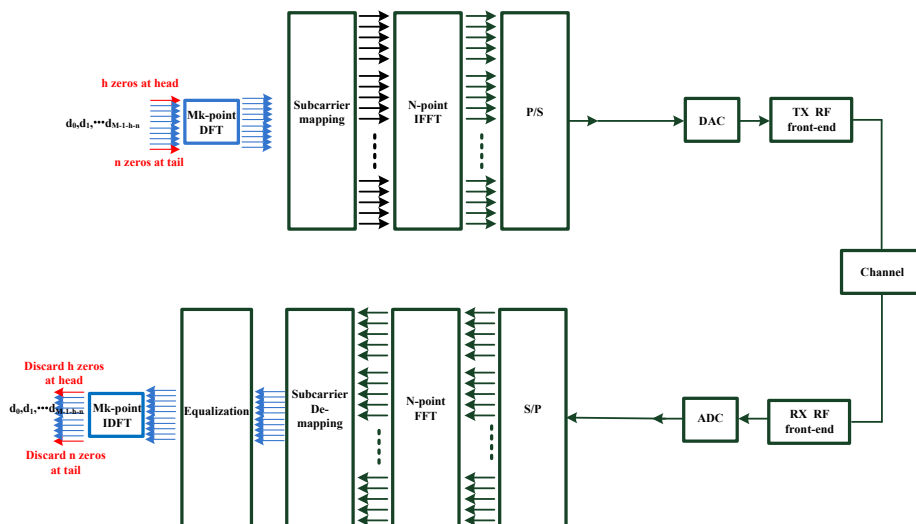 h zeros at head
d₀,d₁,•••d_M-1-h-n
n zeros at tail
Mk-point
DFT
Subcarrier
mapping
N-point
IFFT
P/S
DAC
TX RF
front-end
Channel
Discard h zeros
at head
d₀,d₁,•••d_M-1-h-n
Discard n zeros
at tail
Mk-point
IDFT
Equalization
Subcarrier
De-
mapping
N-point
FFT
S/P
ADC
RX RF
front-end